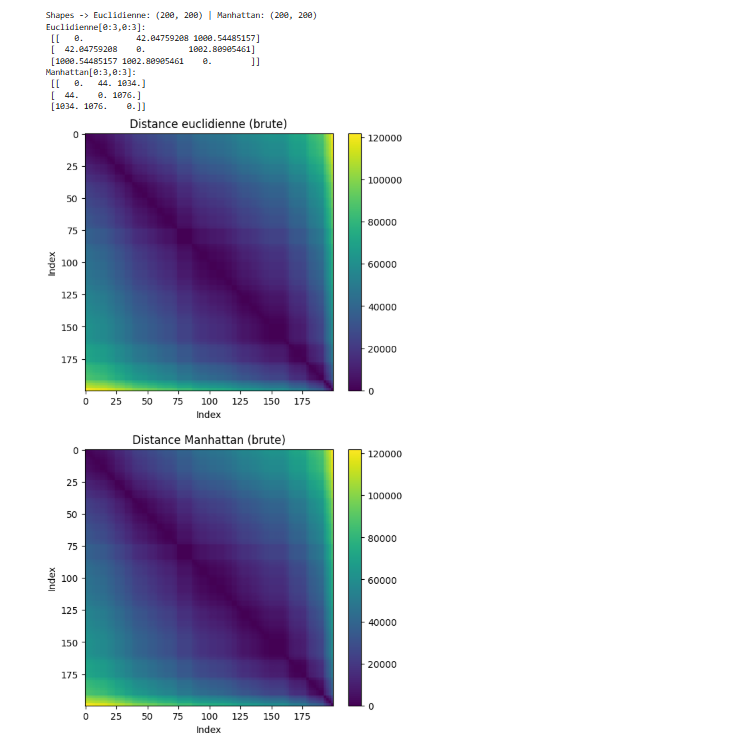 Shapes -> Euclidienne: (200, 200) | Manhattan: (200, 200)
Euclidienne[0:3,0:3]:
[[   0.           42.04759208 1000.54485157]
[  42.04759208    0.         1002.80905461]
[1000.54485157 1002.80905461    0.        ]]
Manhattan[0:3,0:3]:
[[   0.   44. 1034.]
[  44.    0. 1076.]
[1034. 1076.    0.]]
Distance euclidienne (brute)
0
25
50
75
100
125
150
175
Index
0 25 50 75 100 125 150 175
Index
120000
100000
80000
60000
40000
20000
0
Distance Manhattan (brute)
0
25
50
75
100
125
150
175
Index
0 25 50 75 100 125 150 175
Index
120000
100000
80000
60000
40000
20000
0